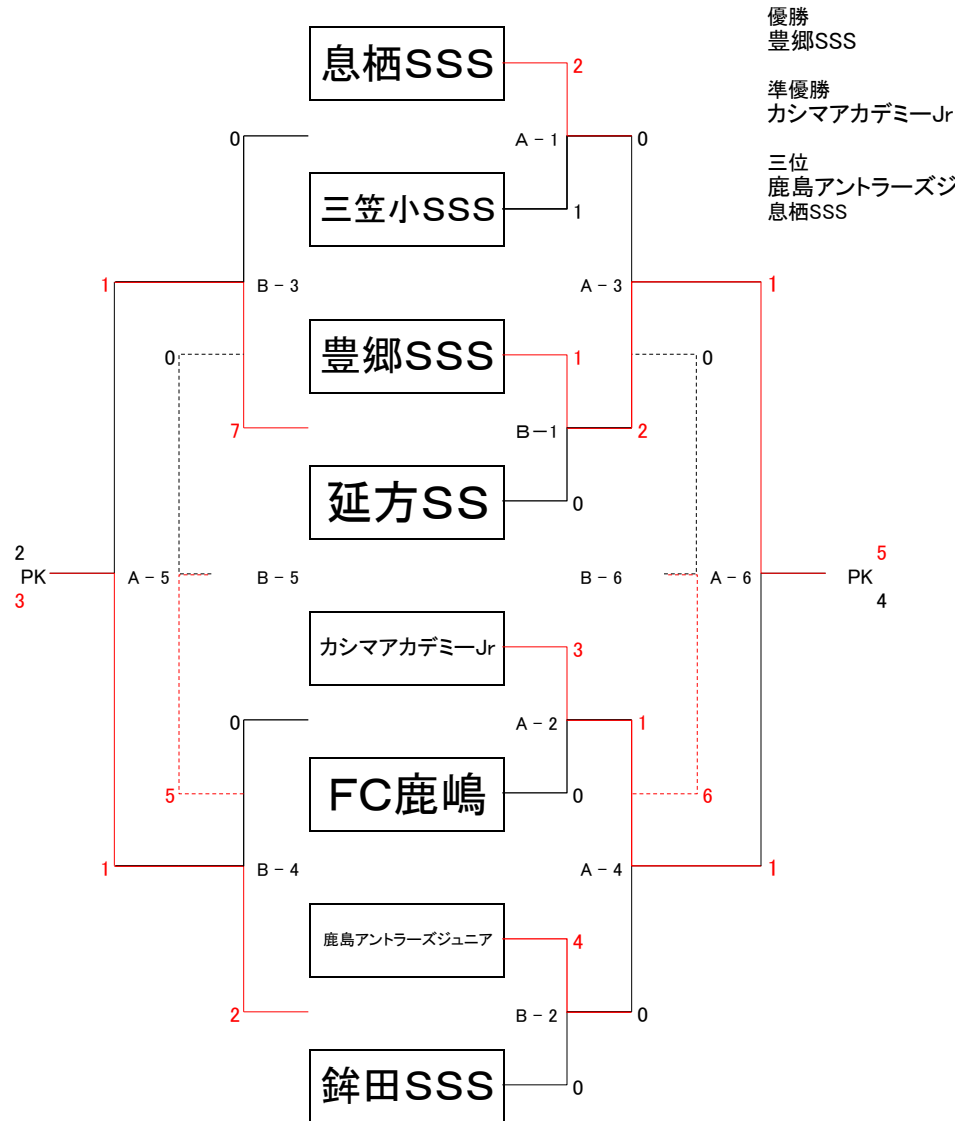 優勝
豊郷SSS
準優勝
カシマアカデミーJr
三位
鹿島アントラーズジ
息栖SSS
息栖SSS
2
0
A-1
0
三笠小SSS
1
1
B-3
A-3
1
0
豊郷SSS
1
0
7
B-1
2
延方SS
0
2
PK
3
A-5
B-5
B-6
A-6
5
PK
4
カシマアカデミーJr
3
0
A-2
1
5
FC鹿嶋
0
6
1
B-4
A-4
1
鹿島アントラーズジュニア
4
2
B-2
0
鉾田SSS
0